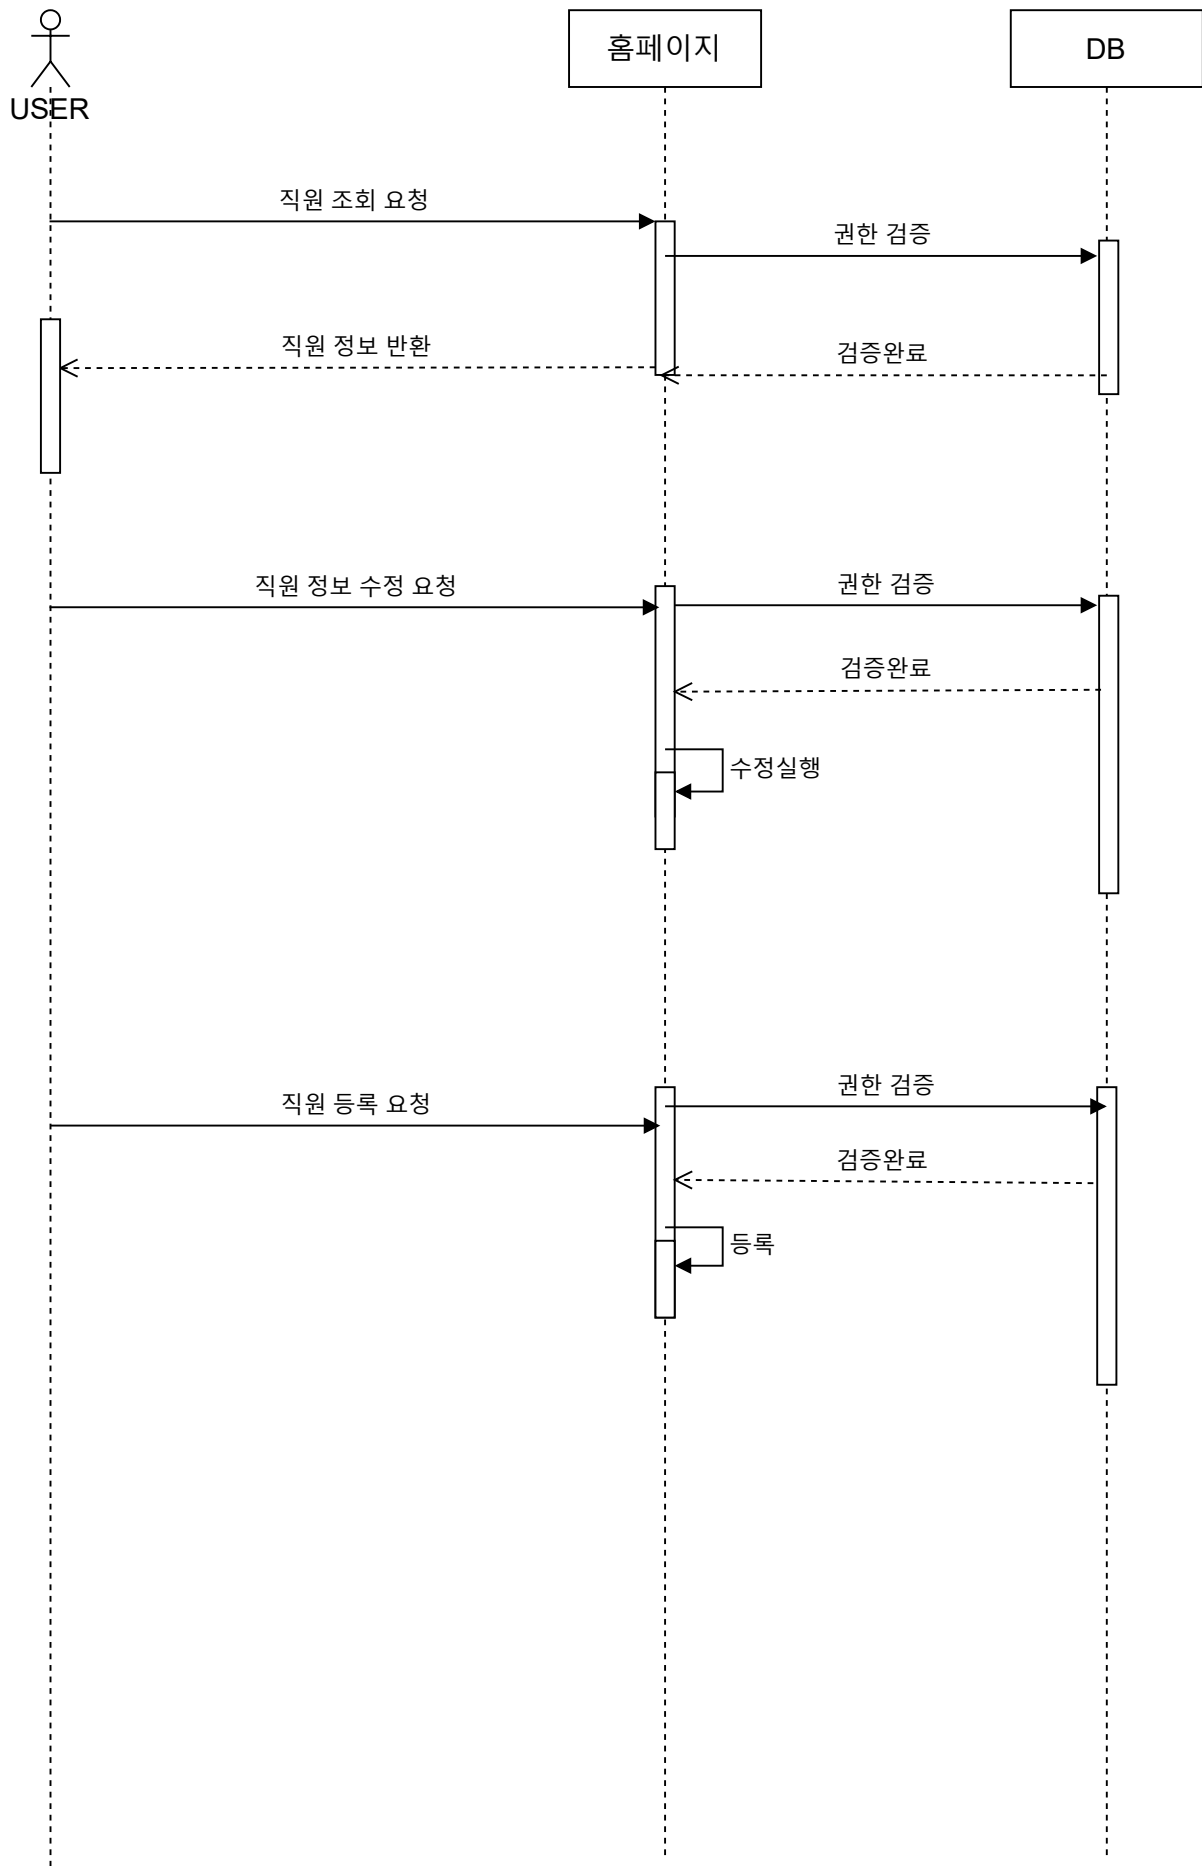 홈페이지
DB
USER
직원 조회 요청
권한 검증
직원 정보 반환
검증완료
직원 정보 수정 요청
권한 검증
검증완료
수정실행
권한 검증
직원 등록 요청
검증완료
등록